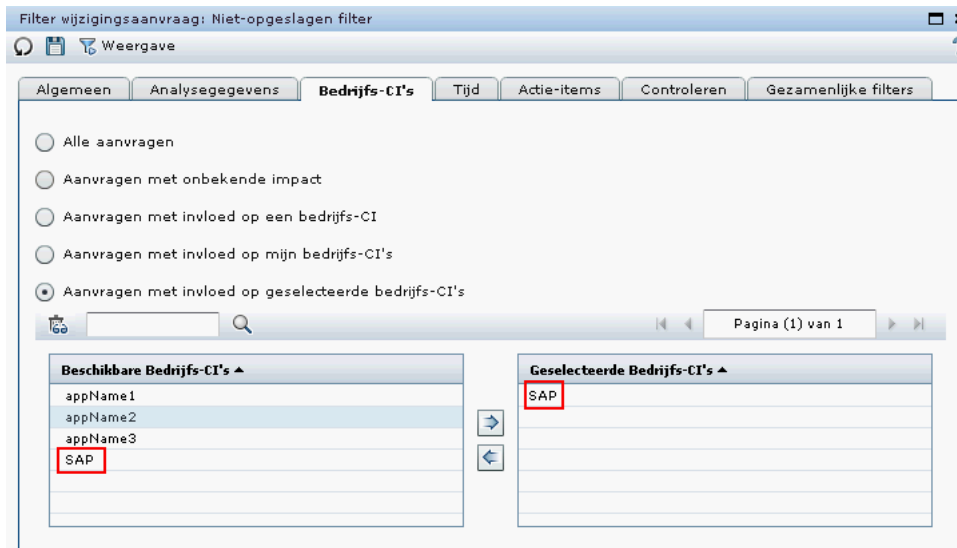 Filter wijzigingsaanvraag: Niet-opgeslagen filter
Weergave
Algemeen Analysegegevens Bedrijfs-CI's Tijd Actie-items Controleren Gezamenlijke filters
Alle aanvragen
Aanvragen met onbekende impact
Aanvragen met invloed op een bedrijfs-CI
Aanvragen met invloed op mijn bedrijfs-CI's
Aanvragen met invloed op geselecteerde bedrijfs-CI's
Pagina (1) van 1
Beschikbare Bedrijfs-CI's Geselecteerde Bedrijfs-CI's
appName1 SAP
appName2
appName3
SAP